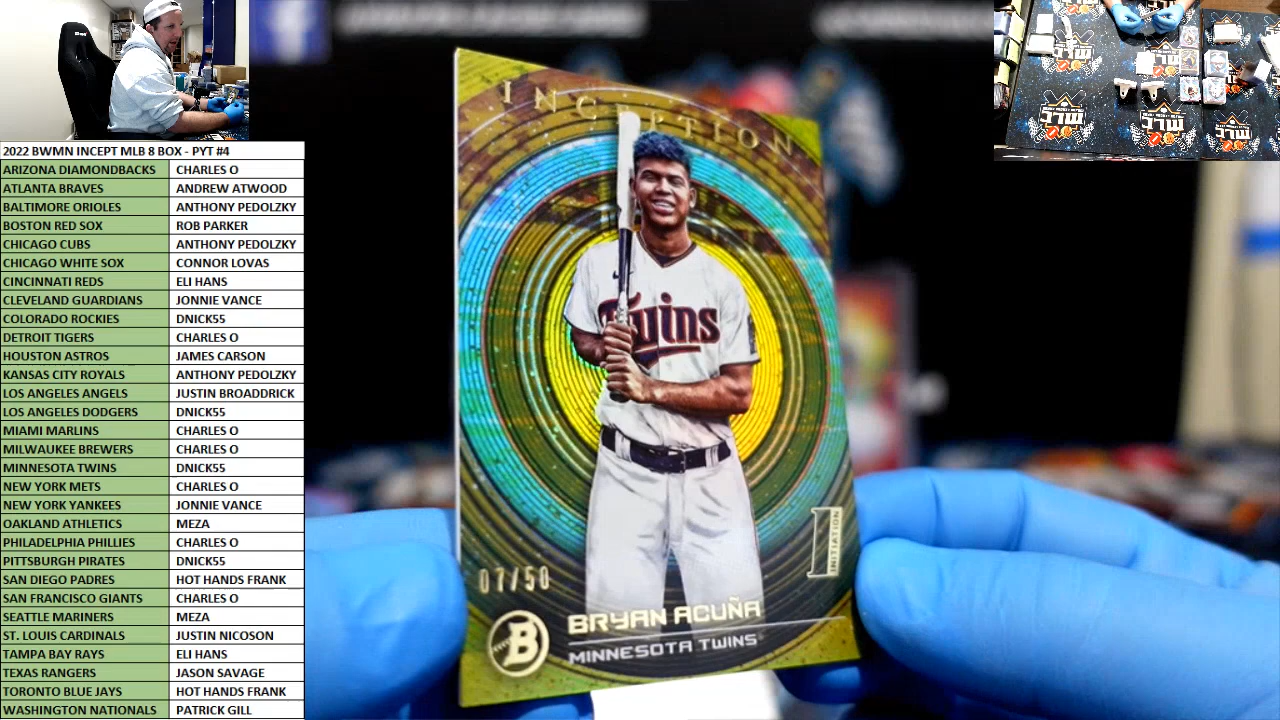 2022 BWMN INCEPT MLB 8 BOX - PYT #4
ARIZONA DIAMONDBACKS CHARLES O
ATLANTA BRAVES ANDREW ATWOOD
BALTIMORE ORIOLES ANTHONY PEDOLZKY
BOSTON RED SOX ROB PARKER
CHICAGO CUBS ANTHONY PEDOLZKY
CHICAGO WHITE SOX CONNOR LOVAS
CINCINNATI REDS ELI HANS
CLEVELAND GUARDIANS JONNIE VANCE
COLORADO ROCKIES DNICK55
DETROIT TIGERS CHARLES O
HOUSTON ASTROS JAMES CARSON
KANSAS CITY ROYALS ANTHONY PEDOLZKY
LOS ANGELES ANGELS JUSTIN BROADDRICK
LOS ANGELES DODGERS DNICK55
MIAMI MARLINS CHARLES O
MILWAUKEE BREWERS CHARLES O
MINNESOTA TWINS DNICK55
NEW YORK METS CHARLES O
NEW YORK YANKEES JONNIE VANCE
OAKLAND ATHLETICS MEZA
PHILADELPHIA PHILLIES CHARLES O
PITTSBURGH PIRATES DNICK55
SAN DIEGO PADRES HOT HANDS FRANK
SAN FRANCISCO GIANTS CHARLES O
SEATTLE MARINERS MEZA
ST. LOUIS CARDINALS JUSTIN NICOSON
TAMPABAY RAYS ELI HANS
TEXAS RANGERS JASON SAVAGE
TORONTO BLUE JAYS HOT HANDS FRANK
WASHINGTON NATIONALS PATRICK GILL
INCEPTION
Twins
1 INITIATION
07/50
B
BRYAN ACUÑA
MINNESOTA TWINS